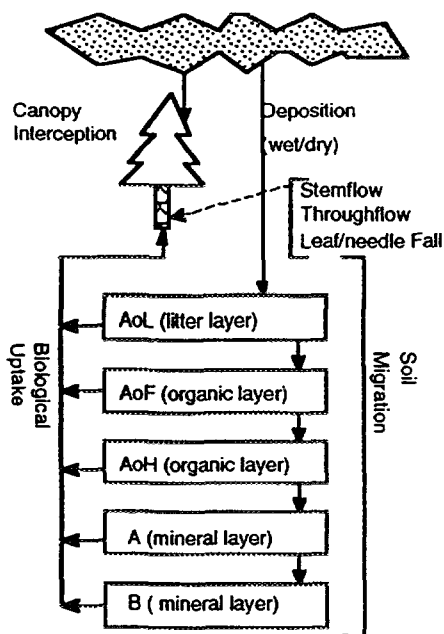 Canopy
Interception
Deposition
(wet/dry)
Stemflow
Throughflow
Leaf/needle Fall
Biological
Uptake
Soil
Migration
AoL (litter layer)
AoF (organic layer)
AoH (organic layer)
A (mineral layer)
B ( mineral layer)